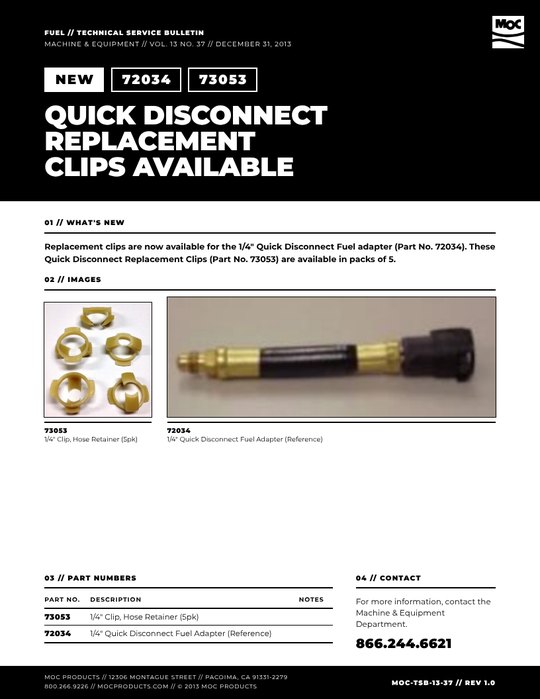 FUEL // TECHNICAL SERVICE BULLETIN
MACHINE & EQUIPMENT // VOL. 13 NO. 37 // DECEMBER 31, 2013
MOC
NEW 72034 73053
QUICK DISCONNECT
REPLACEMENT
CLIPS AVAILABLE
01 // WHAT'S NEW
Replacement clips are now available for the 1/4" Quick Disconnect Fuel adapter (Part No. 72034). These
Quick Disconnect Replacement Clips (Part No. 73053) are available in packs of 5.
02 // IMAGES
73053
1/4" Clip, Hose Retainer (5pk)
72034
1/4" Quick Disconnect Fuel Adapter (Reference)
03 // PART NUMBERS
PART NO. DESCRIPTION NOTES
73053 1/4" Clip, Hose Retainer (5pk)
72034 1/4" Quick Disconnect Fuel Adapter (Reference)
04 // CONTACT
For more information, contact the
Machine & Equipment
Department.
866.244.6621
MOC PRODUCTS // 12306 MONTAGUE STREET // PACOIMA, CA 91331-2279
800.266.9226 // MOCPRODUCTS.COM // © 2013 MOC PRODUCTS
MOC-TSB-13-37 // REV 1.0